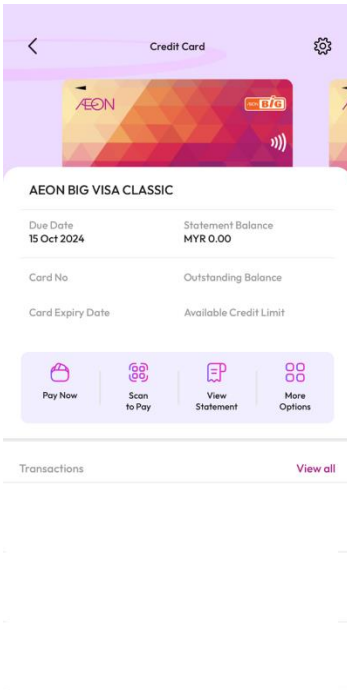 Credit Card
ÆON
AEON BiG
AEON BIG VISA CLASSIC
Due Date
15 Oct 2024
Statement Balance
MYR 0.00
Card No
Outstanding Balance
Card Expiry Date
Available Credit Limit
Pay Now
Scan
to Pay
View
Statement
More
Options
Transactions
View all